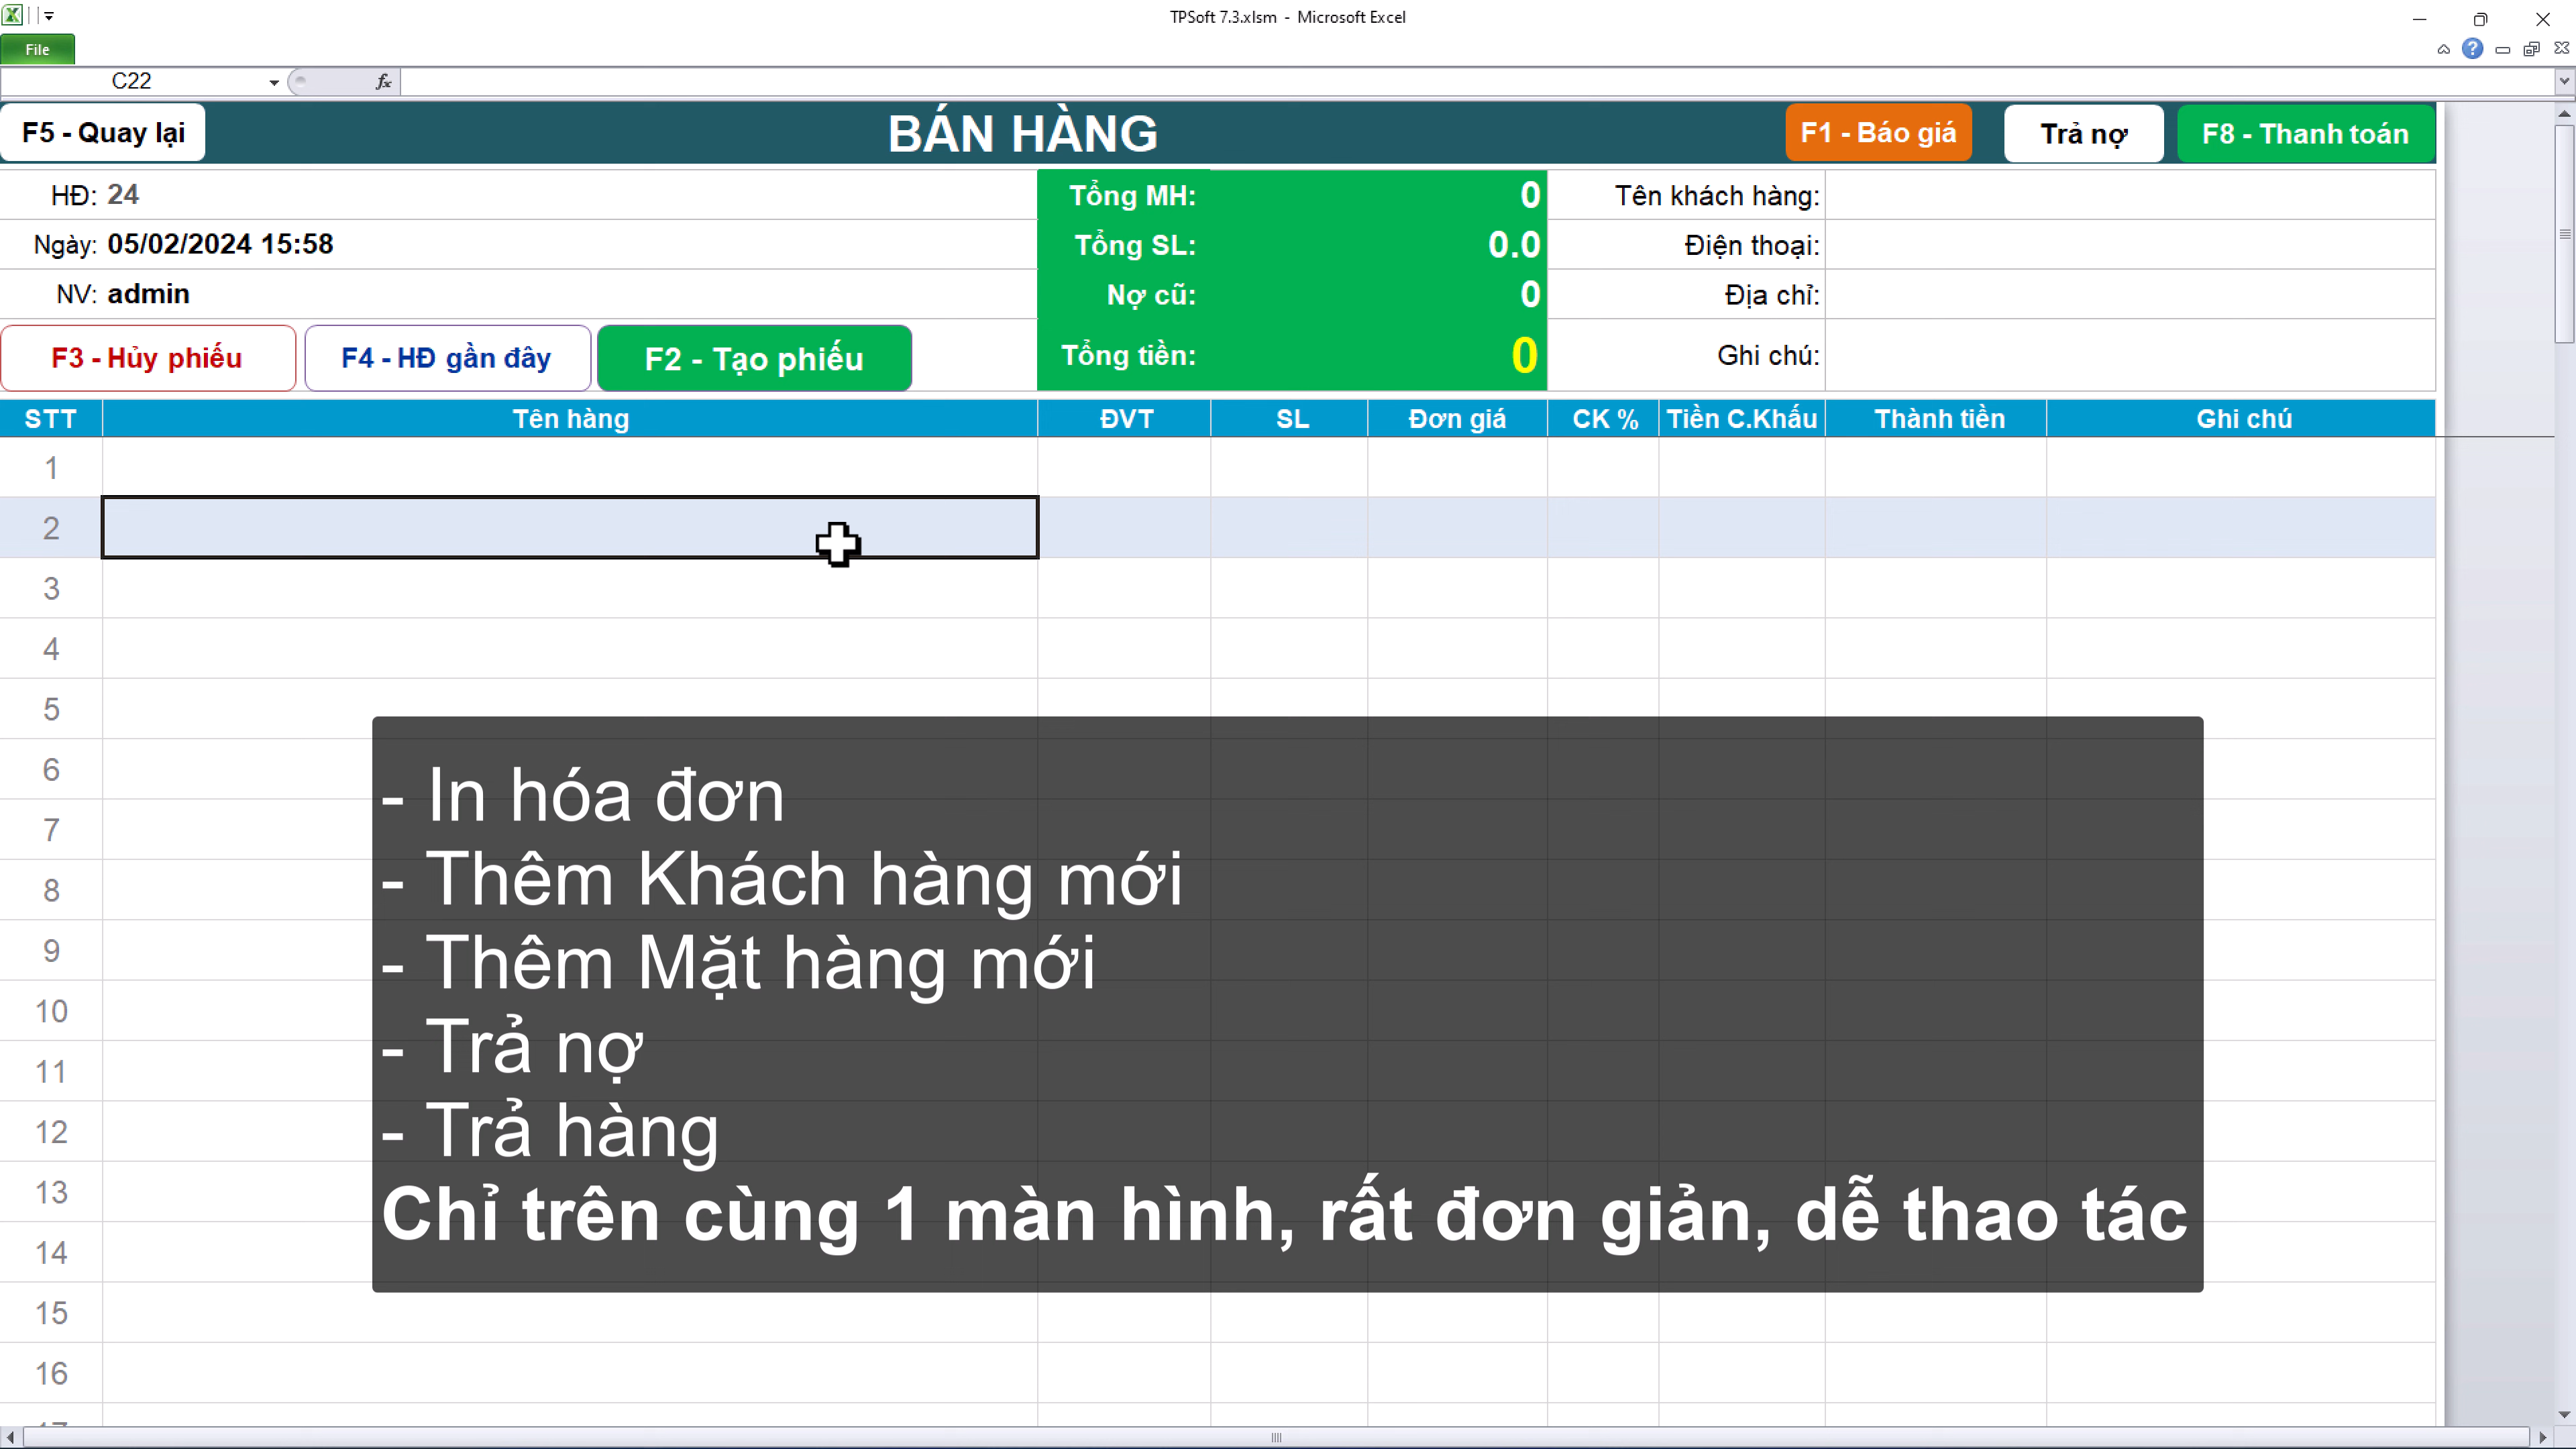 TPSoft 7.3.xlsm - Microsoft Excel
File
C22
fx
F5 - Quay lại
BÁN HÀNG
F1 - Báo giá
Trả nợ
F8 - Thanh toán
HĐ: 24
Tổng MH: 0
Tên khách hàng:
Ngày: 05/02/2024 15:58
Tổng SL: 0.0
Điện thoại:
NV: admin
Nợ cũ: 0
Địa chỉ:
F3 - Hủy phiếu
F4 - HĐ gần đây
F2 - Tạo phiếu
Tổng tiền: 0
Ghi chú:
STT Tên hàng ĐVT SL Đơn giá CK % Tiền C.Khấu Thành tiền Ghi chú
1
2
3
4
5
6
7
8
9
10
11
12
13
14
15
16
- In hóa đơn
- Thêm Khách hàng mới
- Thêm Mặt hàng mới
- Trả nợ
- Trả hàng
Chỉ trên cùng 1 màn hình, rất đơn giản, dễ thao tác